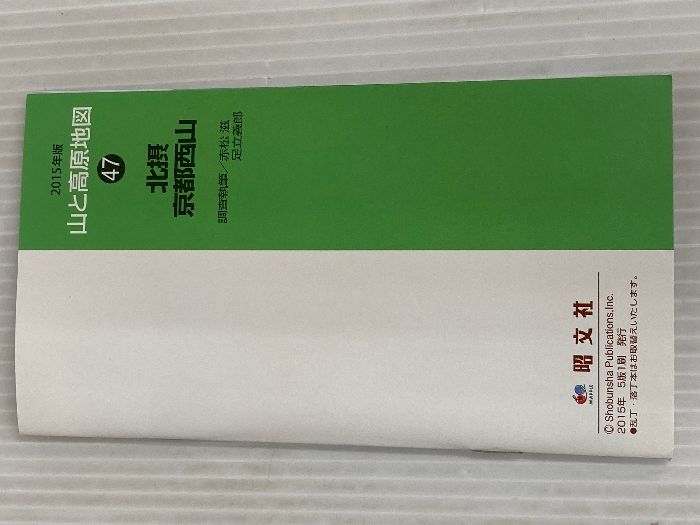 2015年版
山と高原地図
47
北摂
京都西山
調査執筆／赤松 滋
足立義郎
MAPPLE
昭文社
© Shobunsha Publications.Inc.
2015年 5版1刷 発行
●乱丁・落丁本はお取替えいたします。